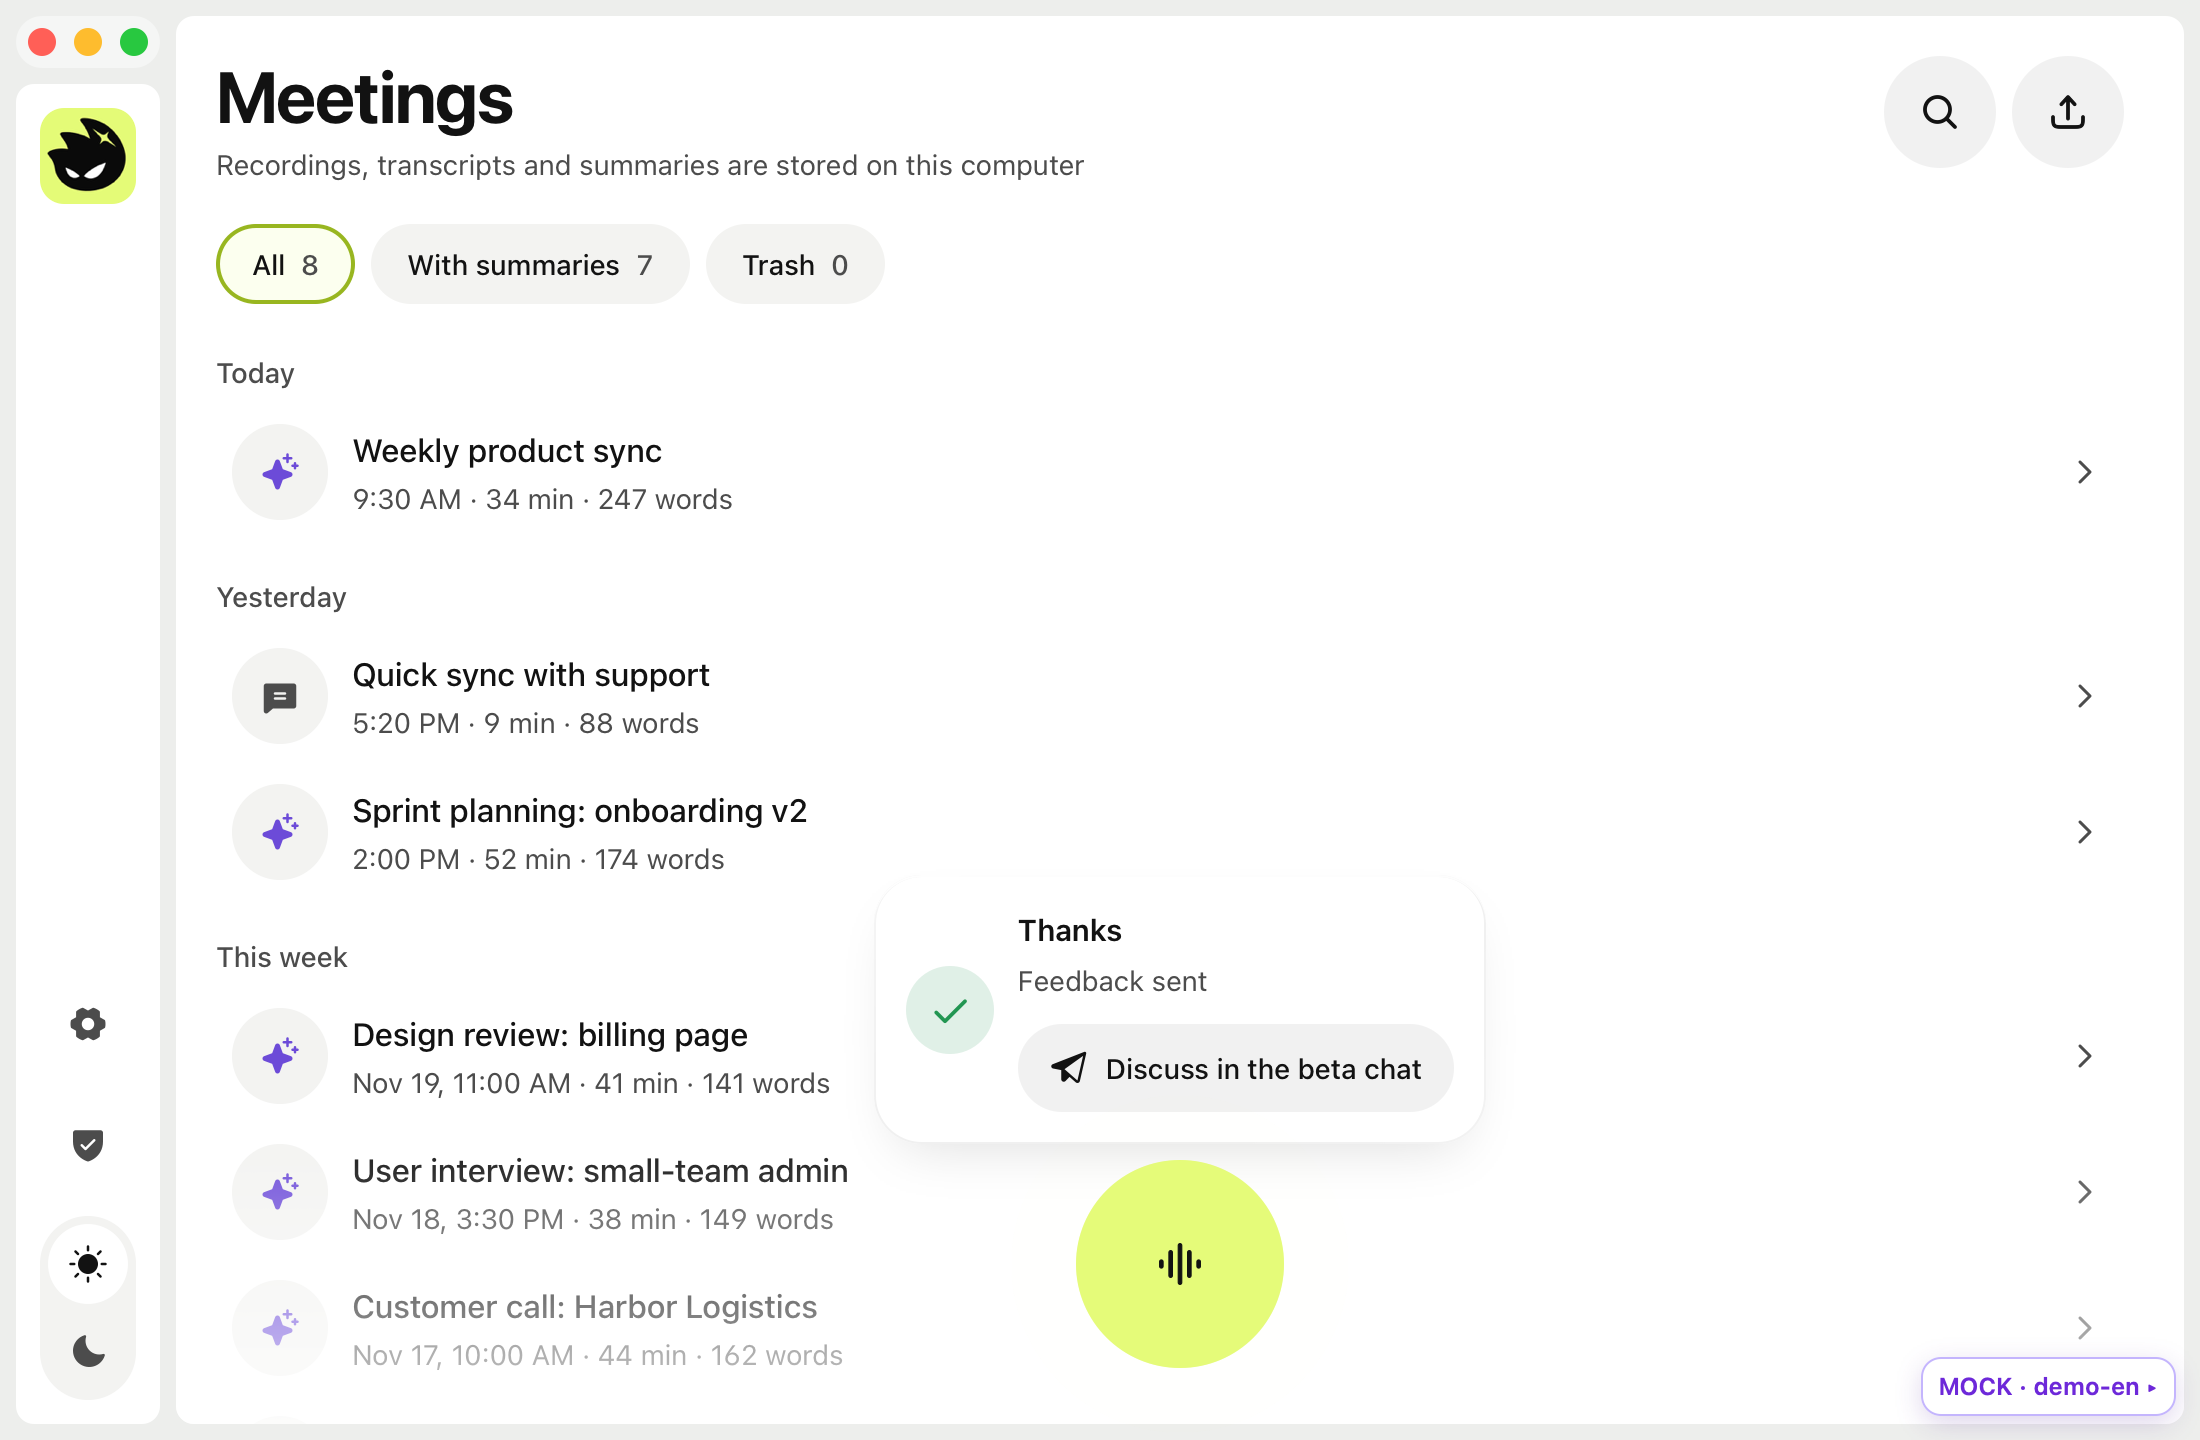 Meetings
Recordings, transcripts and summaries are stored on this computer
All 8
With summaries 7
Trash 0
Today
Weekly product sync
9:30 AM · 34 min · 247 words
Yesterday
Quick sync with support
5:20 PM · 9 min · 88 words
Sprint planning: onboarding v2
2:00 PM · 52 min · 174 words
This week
Design review: billing page
Nov 19, 11:00 AM · 41 min · 141 words
User interview: small-team admin
Nov 18, 3:30 PM · 38 min · 149 words
Customer call: Harbor Logistics
Nov 17, 10:00 AM · 44 min · 162 words
Thanks
Feedback sent
Discuss in the beta chat
MOCK · demo-en ▸